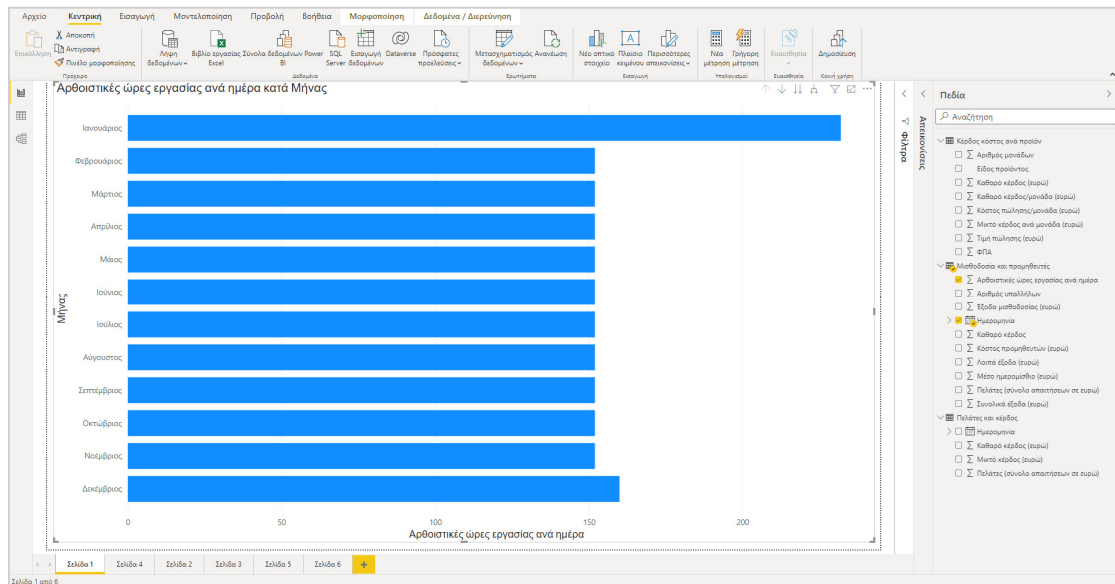 Αρχείο Κεντρική Εισαγωγή Μοντελοποίηση Προβολή Βοήθεια Μορφοποίηση Δεδομένα / Διερεύνηση
Επικόλληση
Αποκοπή
Αντιγραφή
Πινέλο μορφοποίησης
Πρόχειρο
Λήψη δεδομένων
Βιβλίο εργασίας Excel
Σύνολα δεδομένων Power BI
SQL Server
Εισαγωγή δεδομένων
Dataverse
Πρόσφατες προελεύσεις
Δεδομένα
Μετασχηματισμός δεδομένων
Ανανέωση
Ερωτήματα
Νέο οπτικό στοιχείο
Πλαίσιο κειμένου
Περισσότερες απεικονίσεις
Εισαγωγή
Νέα μέτρηση
Γρήγορη μέτρηση
Υπολογισμοί
Ευαισθησία
Ευαισθησία
Δημοσίευση
Κοινή χρήση
Αρθοιστικές ώρες εργασίας ανά ημέρα κατά Μήνας
Μήνας
Ιανουάριος
Φεβρουάριος
Μάρτιος
Απρίλιος
Μάιος
Ιούνιος
Ιούλιος
Αύγουστος
Σεπτέμβριος
Οκτώβριος
Νοέμβριος
Δεκέμβριος
0 50 100 150 200
Αρθοιστικές ώρες εργασίας ανά ημέρα
Φίλτρα
Απεικονίσεις
Πεδία
Αναζήτηση
Κέρδος κόστος ανά προϊόν
Αριθμός μονάδων
Είδος προϊόντος
Καθαρό κέρδος (ευρώ)
Καθαρό κέρδος/μονάδα (ευρώ)
Κόστος πώλησης/μονάδα (ευρώ)
Μικτό κέρδος ανά μονάδα (ευρώ)
Τιμή πώλησης (ευρώ)
ΦΠΑ
Μισθοδοσία και προμηθευτές
Αρθοιστικές ώρες εργασίας ανά ημέρα
Αριθμός υπαλλήλων
Έξοδα μισθοδοσίας (ευρώ)
Ημερομηνία
Καθαρό κέρδος
Κόστος προμηθευτών (ευρώ)
Λοιπά έξοδα (ευρώ)
Μέσο ημερομίσθιο (ευρώ)
Πελάτες (σύνολο απαιτήσεων σε ευρώ)
Συνολικά έξοδα (ευρώ)
Πελάτες και κέρδος
Ημερομηνία
Καθαρό κέρδος (ευρώ)
Μικτό κέρδος (ευρώ)
Πελάτες (σύνολο απαιτήσεων σε ευρώ)
Σελίδα 1 Σελίδα 4 Σελίδα 2 Σελίδα 3 Σελίδα 5 Σελίδα 6
Σελίδα 1 από 6